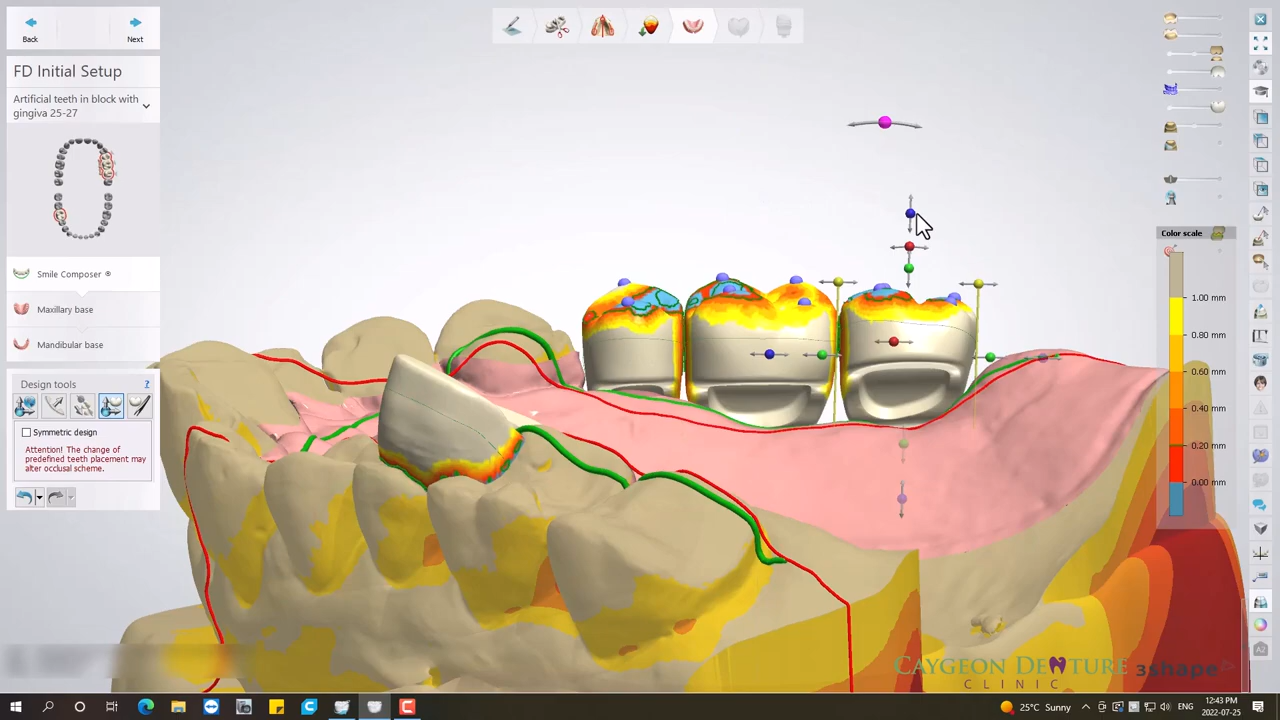 Back
Next
FD Initial Setup
Artificial teeth in block with
gingiva 25-27
Smile Composer ®
Maxillary base
Mandibular base
Design tools
?
Symmetric design
Attention! The change of
predefined teeth placement may
alter occlusal scheme.
Color scale
1.00 mm
0.80 mm
0.60 mm
0.40 mm
0.20 mm
0.00 mm
A2
CAYGEON DENTURE
CLINIC
3shape
25°C Sunny
ENG
12:43 PM
2022-07-25